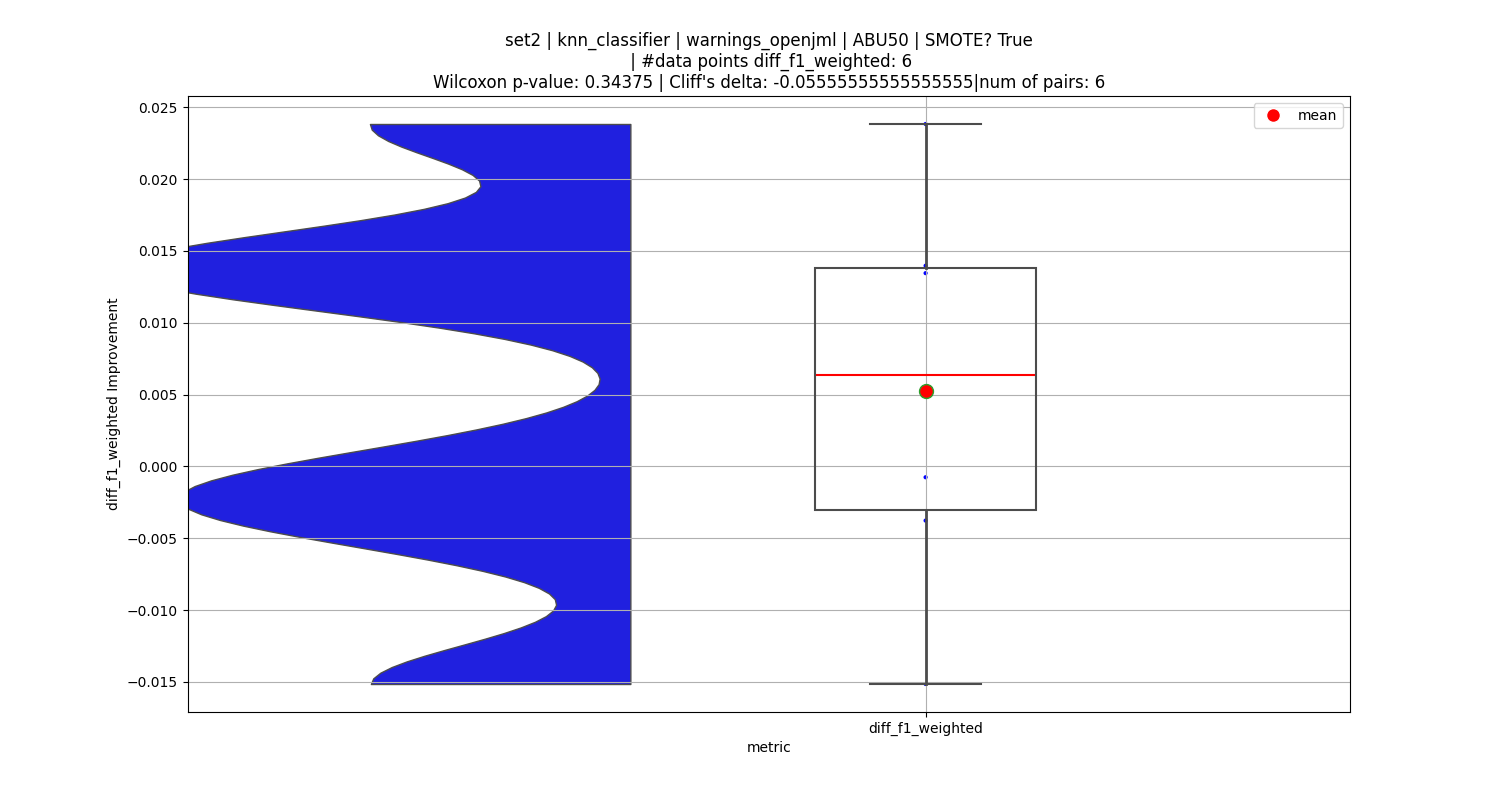 set2 | knn_classifier | warnings_openjml | ABU50 | SMOTE? True
| #data points diff_f1_weighted: 6
Wilcoxon p-value: 0.34375 | Cliff's delta: -0.05555555555555555|num of pairs: 6
mean
0.025
0.020
0.015
0.010
0.005
0.000
−0.005
−0.010
−0.015
diff_f1_weighted Improvement
diff_f1_weighted
metric